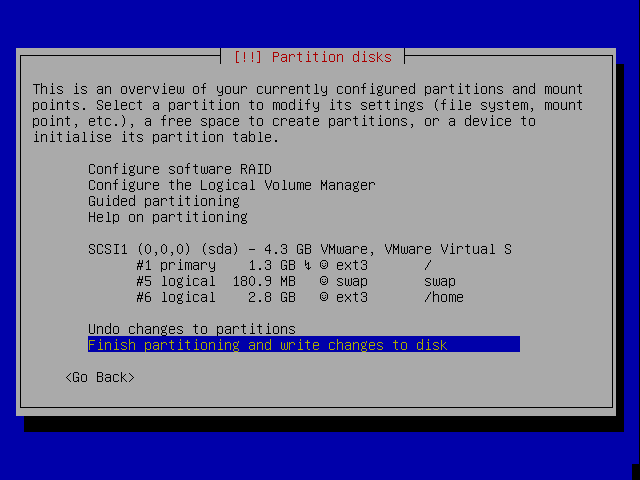 [!!] Partition disks
This is an overview of your currently configured partitions and mount
points. Select a partition to modify its settings (file system, mount
point, etc.), a free space to create partitions, or a device to
initialise its partition table.
Configure software RAID
Configure the Logical Volume Manager
Guided partitioning
Help on partitioning
SCSI1 (0,0,0) (sda) - 4.3 GB VMware, VMware Virtual S
#1 primary 1.3 GB ↯ ☺ ext3 /
#5 logical 180.9 MB ☺ swap swap
#6 logical 2.8 GB ☺ ext3 /home
Undo changes to partitions
Finish partitioning and write changes to disk
<Go Back>